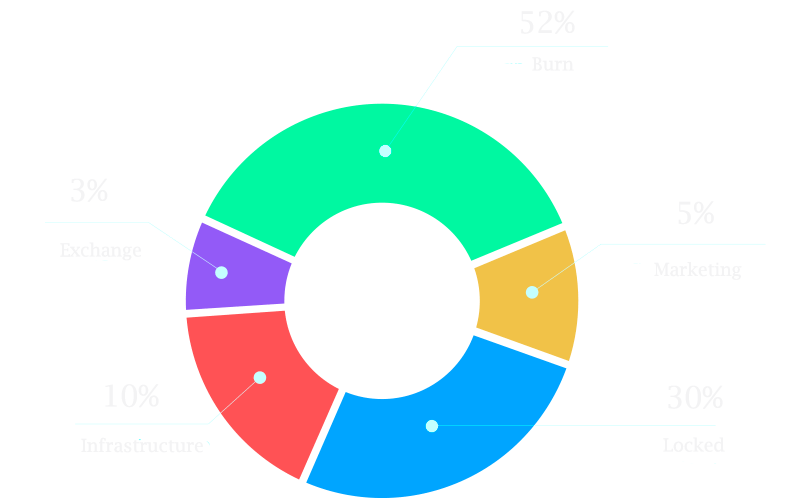 52%
Burn
3%
Exchange
5%
Marketing
10%
Infrastructure
30%
Locked